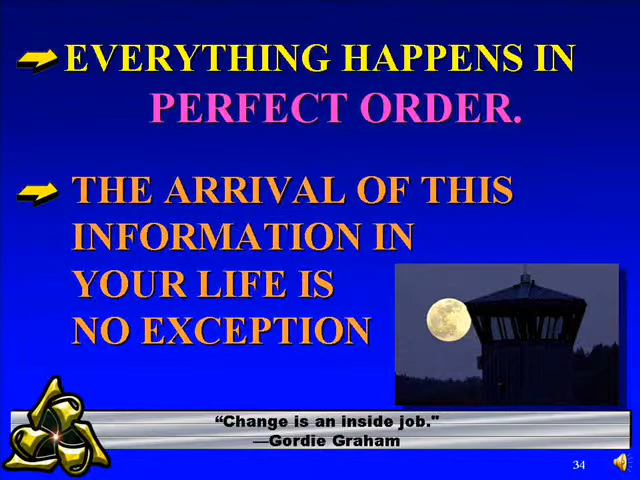 EVERYTHING HAPPENS IN
PERFECT ORDER.
THE ARRIVAL OF THIS
INFORMATION IN
YOUR LIFE IS
NO EXCEPTION
“Change is an inside job."
—Gordie Graham
34